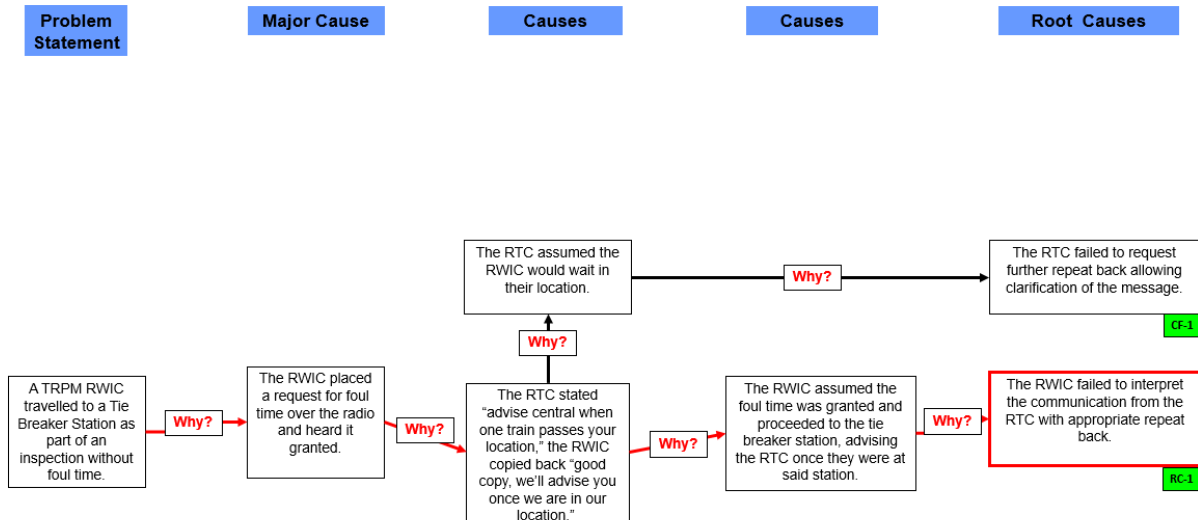 Problem
Statement
Major Cause
Causes
Causes
Root Causes
The RTC assumed the
RWIC would wait in
their location.
Why?
The RTC failed to request
further repeat back allowing
clarification of the message.
CF-1
Why?
A TRPM RWIC
travelled to a Tie
Breaker Station as
part of an
inspection without
foul time.
Why?
The RWIC placed
a request for foul
time over the radio
and heard it
granted.
Why?
The RTC stated
“advise central when
one train passes your
location,” the RWIC
copied back “good
copy, we’ll advise you
once we are in our
location.”
Why?
The RWIC assumed the
foul time was granted and
proceeded to the tie
breaker station, advising
the RTC once they were at
said station.
Why?
The RWIC failed to interpret
the communication from the
RTC with appropriate repeat
back.
RC-1